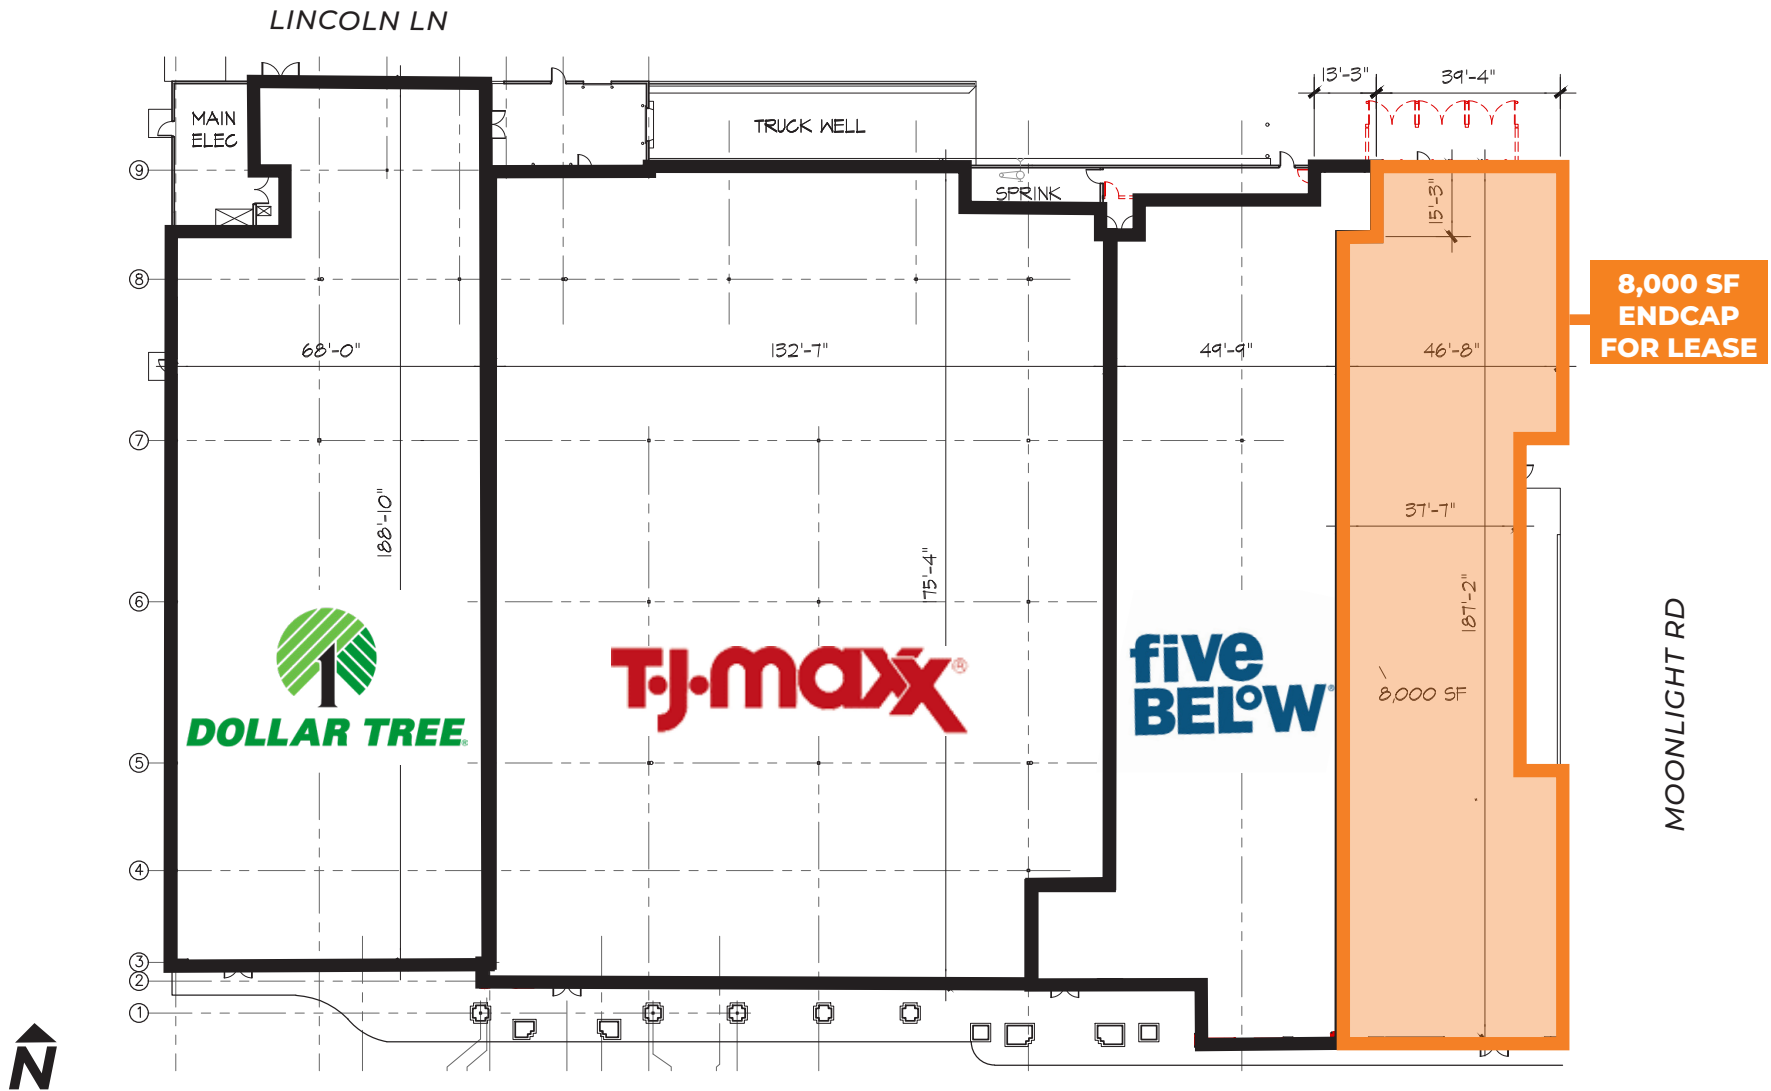 LINCOLN LN
13'-3"
39'-4"
MAIN
ELEC
TRUCK WELL
9
SPRINK
15'-3"
8
8,000 SF
ENDCAP
FOR LEASE
68'-0"
132'-7"
49'-9"
46'-8"
7
188'-10"
37'-7"
175'-4"
187'-2"
6
DOLLAR TREE
T·J·maxx®
five
BELOW®
8,000 SF
MOONLIGHT RD
5
4
3
2
1
N